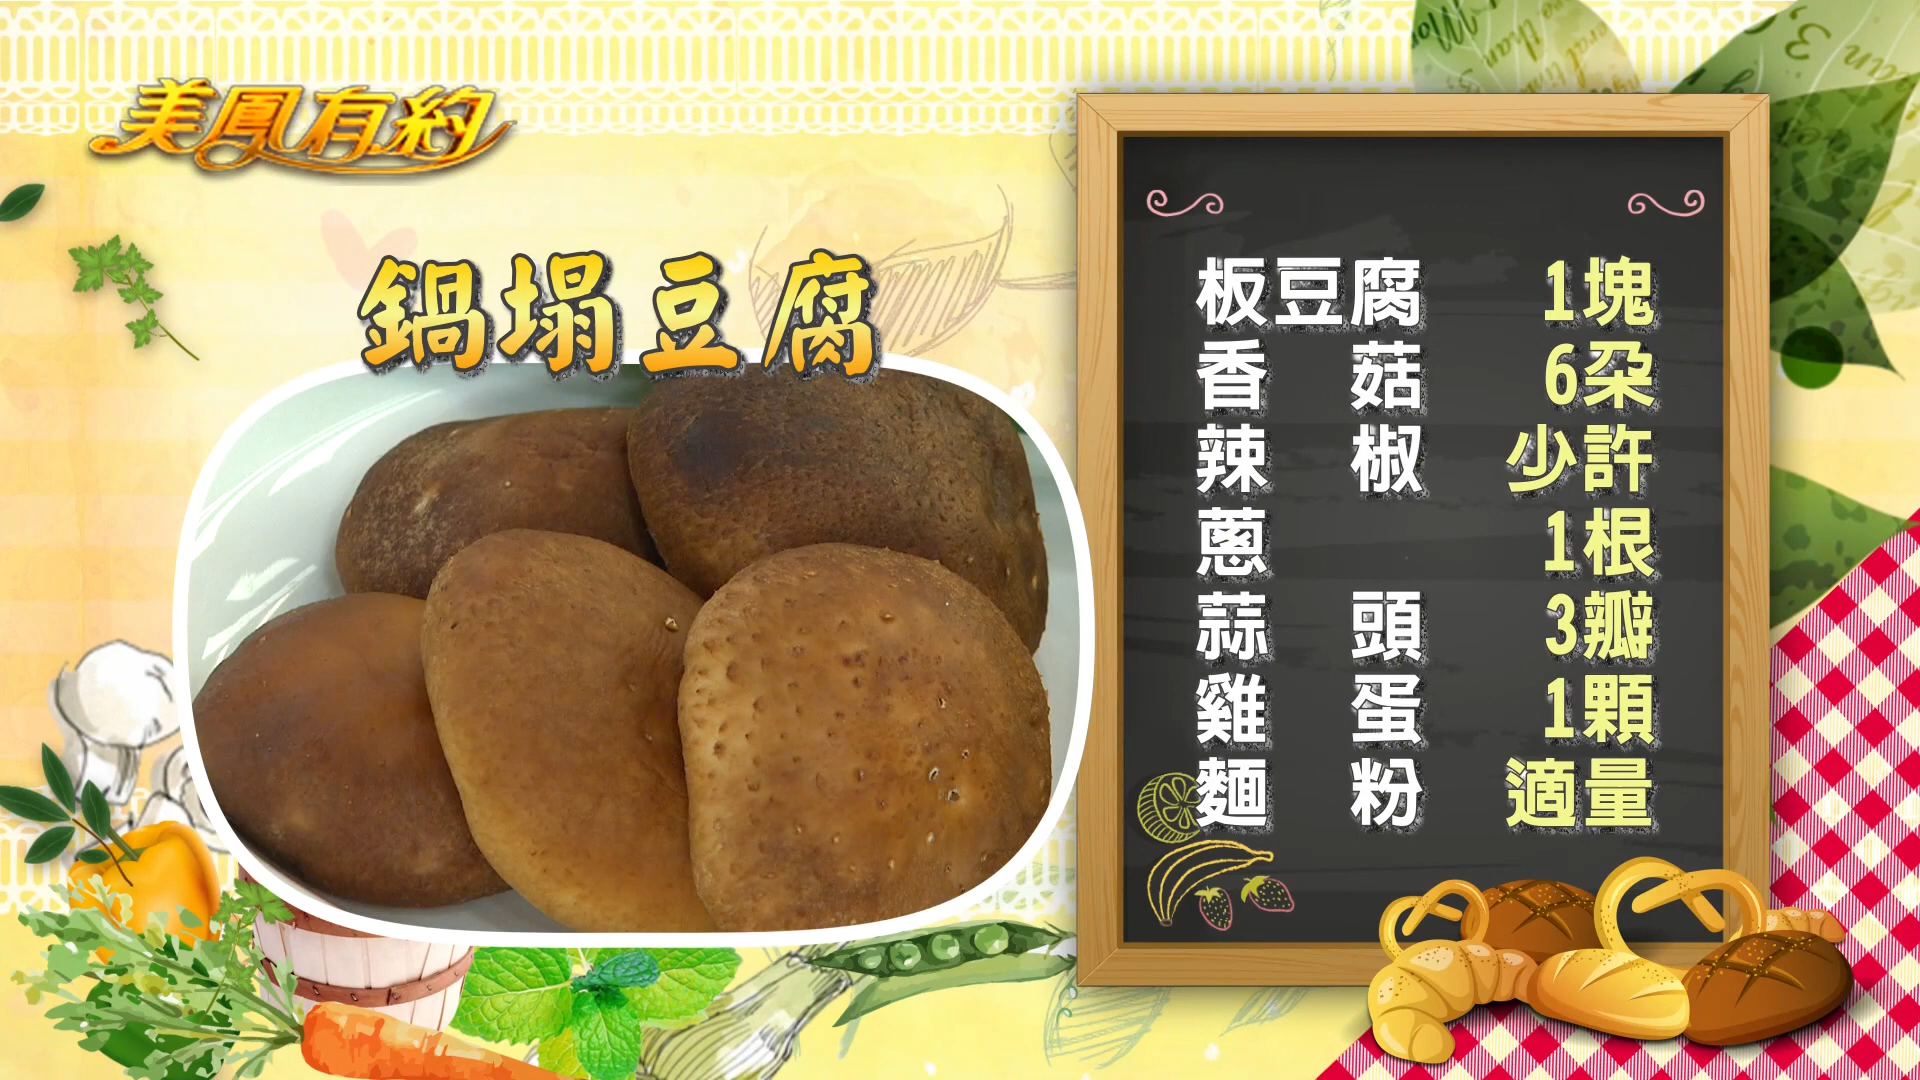 美鳳有約
鍋塌豆腐
板豆腐 1塊
香菇 6朵
辣椒 少許
蔥 1根
蒜頭 3瓣
雞蛋 1顆
麵粉 適量